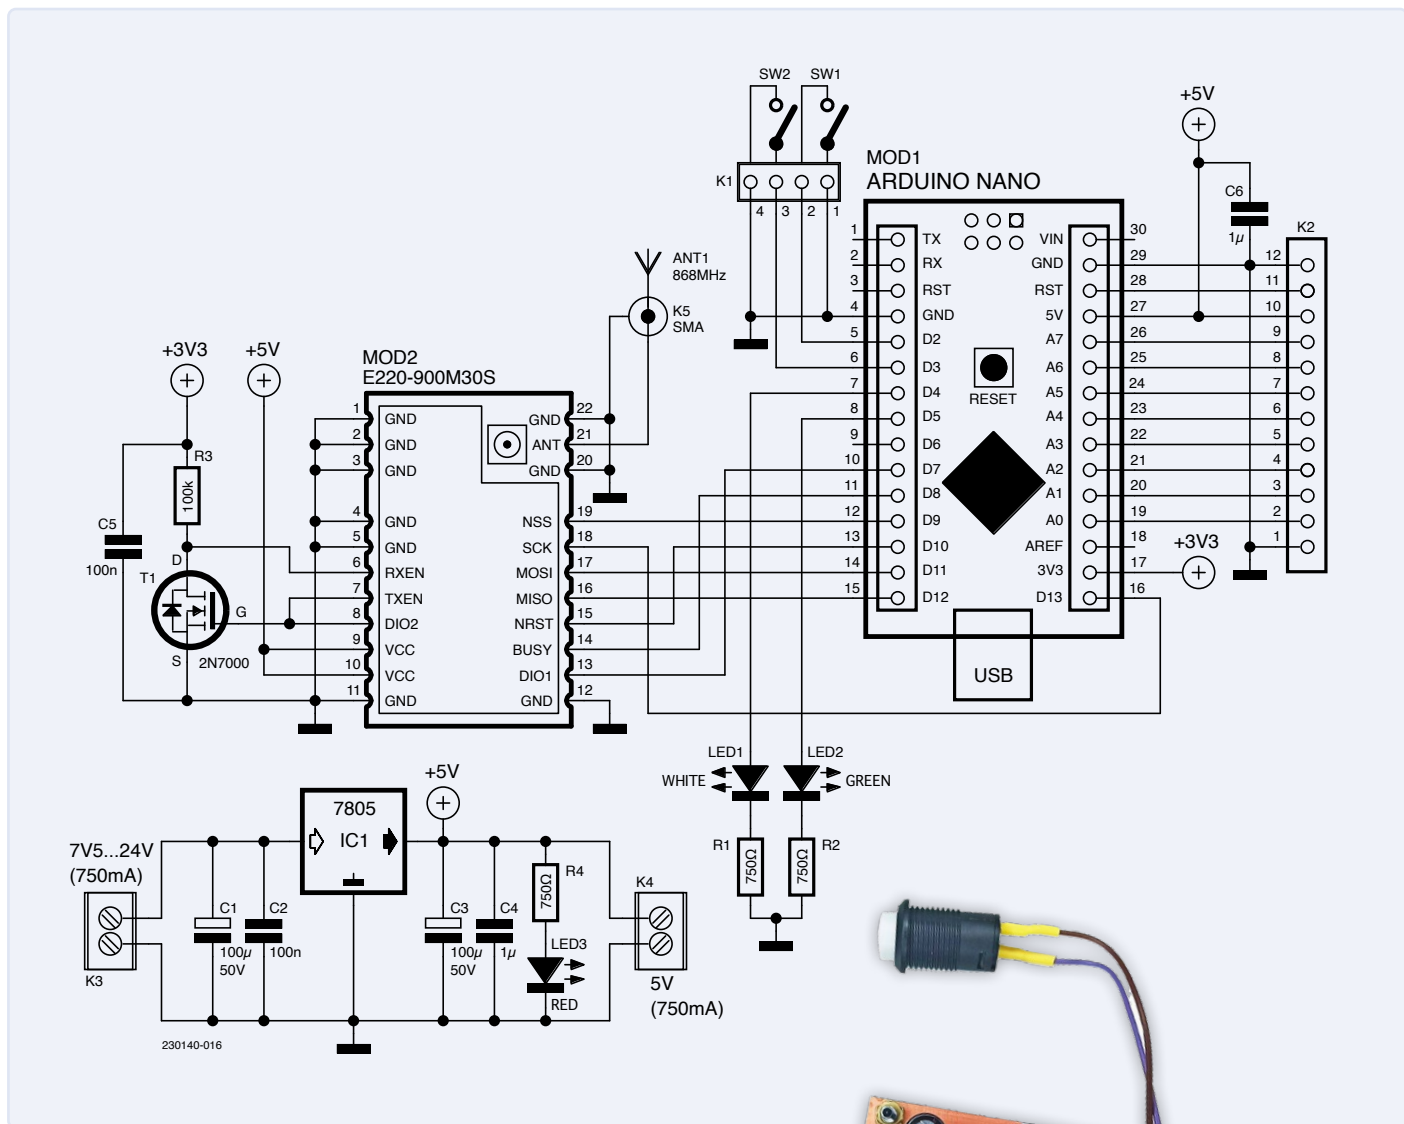 SW2 SW1
+5V
MOD1
ARDUINO NANO
K1
4 3 2 1
C6
1µ
K2
ANT1
868MHz
K5
SMA
1 TX VIN 30
2 RX GND 29 12
3 RST RST 28 11
4 GND 5V 27 10
5 D2 A7 26 9
6 D3 A6 25 8
7 D4 A5 24 7
8 D5 A4 23 6
9 D6 A3 22 5
10 D7 A2 21 4
11 D8 A1 20 3
12 D9 A0 19 2
13 D10 AREF 18 1
14 D11 3V3 17 +3V3
15 D12 D13 16
RESET
USB
+3V3 +5V
MOD2
E220-900M30S
1 GND GND 22
2 GND ANT 21
3 GND GND 20
4 GND NSS 19
5 GND SCK 18
6 RXEN MOSI 17
7 TXEN MISO 16
8 DIO2 NRST 15
9 VCC BUSY 14
10 VCC DIO1 13
11 GND GND 12
R3
100k
C5
100n
D
T1
G
S 2N7000
LED1 LED2
WHITE GREEN
R1 750Ω 750Ω R2
+5V
7805
IC1
7V5...24V
(750mA)
K3
C1
100µ
50V
C2
100n
C3
100µ
50V
C4
1µ
R4
750Ω
LED3
RED
K4
5V
(750mA)
230140-016